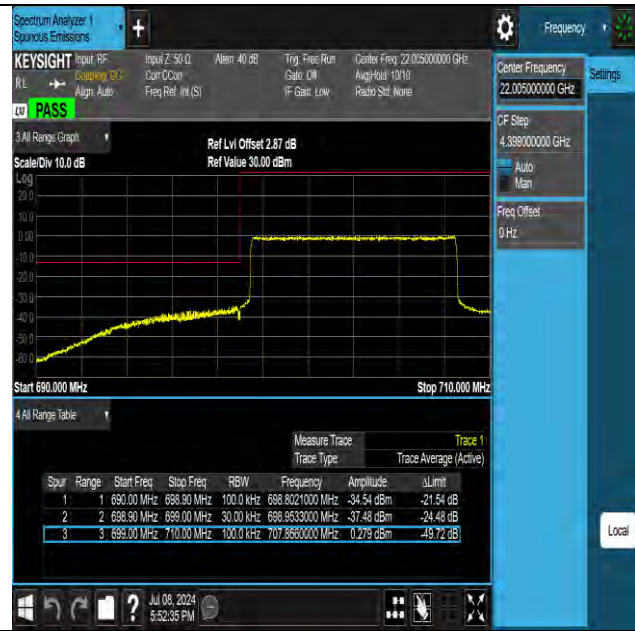 Spectrum Analyzer 1
Spurious Emissions
+
Frequency
KEYSIGHT
RL
Input: RF
Coupling: DC
Align: Auto
Input Z: 50 Ω
Corr CCorr
Freq Ref: Int (S)
Atten: 40 dB
Trig: Free Run
Gate: Off
IF Gain: Low
Center Freq: 22.005000000 GHz
Avg|Hold: 10/10
Radio Std: None
LXI PASS
Center Frequency
22.005000000 GHz
Settings
CF Step
4.399000000 GHz
Auto
Man
Freq Offset
0 Hz
3 All Range Graph
Ref Lvl Offset 2.87 dB
Scale/Div 10.0 dB
Ref Value 30.00 dBm
Log
20.0
10.0
0.00
-10.0
-20.0
-30.0
-40.0
-50.0
-60.0
Start 690.000 MHz
Stop 710.000 MHz
4 All Range Table
Measure Trace Trace 1
Trace Type Trace Average (Active)
Spur Range Start Freq Stop Freq RBW Frequency Amplitude ΔLimit
1 1 690.00 MHz 698.90 MHz 100.0 kHz 698.8021000 MHz -34.54 dBm -21.54 dB
2 2 698.90 MHz 699.00 MHz 30.00 kHz 698.9533000 MHz -37.48 dBm -24.48 dB
3 3 699.00 MHz 710.00 MHz 100.0 kHz 707.8660000 MHz 0.279 dBm -49.72 dB
Local
?
Jul 08, 2024
5:52:35 PM